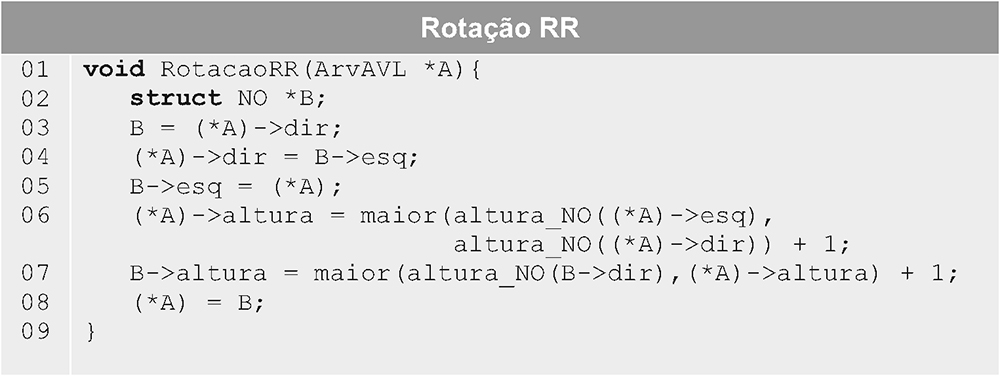 Rotação RR
01 void RotacaoRR(ArvAVL *A){
02 struct NO *B;
03 B = (*A)->dir;
04 (*A)->dir = B->esq;
05 B->esq = (*A);
06 (*A)->altura = maior(altura_NO((*A)->esq),
altura_NO((*A)->dir)) + 1;
07 B->altura = maior(altura_NO(B->dir),(*A)->altura) + 1;
08 (*A) = B;
09 }